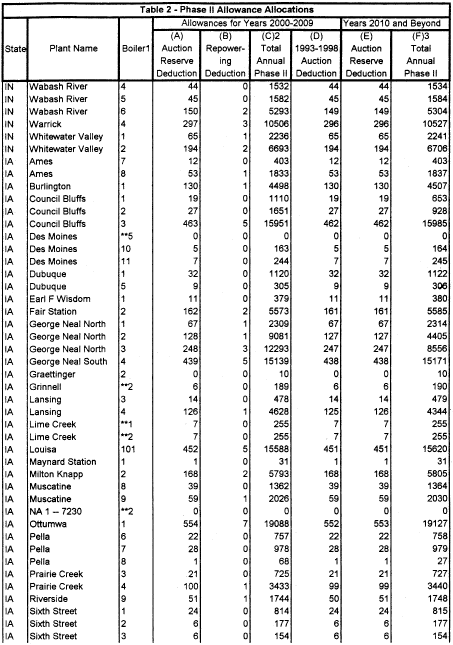 Table 2 - Phase II Allowance Allocations
Allowances for Years 2000-2009 Years 2010 and Beyond
State Plant Name Boiler1 (A) Auction Reserve Deduction (B) Repower- ing Deduction (C)2 Total Annual Phase II (D) 1993-1998 Auction Deduction (E) Auction Reserve Deduction (F)3 Total Annual Phase II
IN Wabash River 4 44 0 1532 44 44 1534
IN Wabash River 5 45 0 1582 45 45 1584
IN Wabash River 6 150 2 5293 149 149 5304
IN Warrick 4 297 3 10506 296 296 10527
IN Whitewater Valley 1 65 1 2236 65 65 2241
IN Whitewater Valley 2 194 2 6693 194 194 6706
IA Ames 7 12 0 403 12 12 403
IA Ames 8 53 1 1833 53 53 1837
IA Burlington 1 130 1 4498 130 130 4507
IA Council Bluffs 1 19 0 1110 19 19 653
IA Council Bluffs 2 27 0 1651 27 27 928
IA Council Bluffs 3 463 5 15951 462 462 15985
IA Des Moines **5 0 0 0 0 0 0
IA Des Moines 10 5 0 163 5 5 164
IA Des Moines 11 7 0 244 7 7 245
IA Dubuque 1 32 0 1120 32 32 1122
IA Dubuque 5 9 0 305 9 9 306
IA Earl F Wisdom 1 11 0 379 11 11 380
IA Fair Station 2 162 2 5573 161 161 5585
IA George Neal North 1 67 1 2309 67 67 2314
IA George Neal North 2 128 1 9081 127 127 4405
IA George Neal North 3 248 3 12293 247 247 8556
IA George Neal South 4 439 5 15139 438 438 15171
IA Graettinger 2 0 0 10 0 0 10
IA Grinnell **2 6 0 189 6 6 190
IA Lansing 3 14 0 478 14 14 479
IA Lansing 4 126 1 4628 126 126 4344
IA Lime Creek **1 7 0 255 7 7 255
IA Lime Creek **2 7 0 255 7 7 255
IA Louisa 101 452 5 15588 451 451 15620
IA Maynard Station 1 1 0 31 1 1 31
IA Milton Knapp 2 168 2 5793 168 168 5805
IA Muscatine 8 39 0 1362 39 39 1364
IA Muscatine 9 59 1 2026 59 59 2030
IA NA 1 -- 7230 **2 0 0 0 0 0 0
IA Ottumwa 1 554 7 19088 552 553 19127
IA Pella 6 22 0 757 22 22 758
IA Pella 7 28 0 978 28 28 979
IA Pella 8 1 0 68 1 1 27
IA Prairie Creek 3 21 0 725 21 21 727
IA Prairie Creek 4 100 1 3433 99 99 3440
IA Riverside 9 51 1 1744 50 51 1748
IA Sixth Street 1 24 0 814 24 24 815
IA Sixth Street 2 6 0 177 6 6 177
IA Sixth Street 3 6 0 154 6 6 154